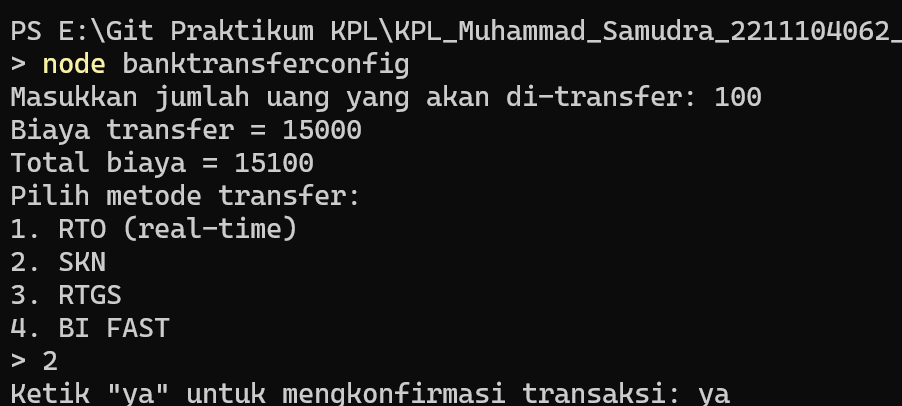 PS E:\Git Praktikum KPL\KPL_Muhammad_Samudra_2211104062_
> node banktransferconfig
Masukkan jumlah uang yang akan di-transfer: 100
Biaya transfer = 15000
Total biaya = 15100
Pilih metode transfer:
1. RTO (real-time)
2. SKN
3. RTGS
4. BI FAST
> 2
Ketik "ya" untuk mengkonfirmasi transaksi: ya